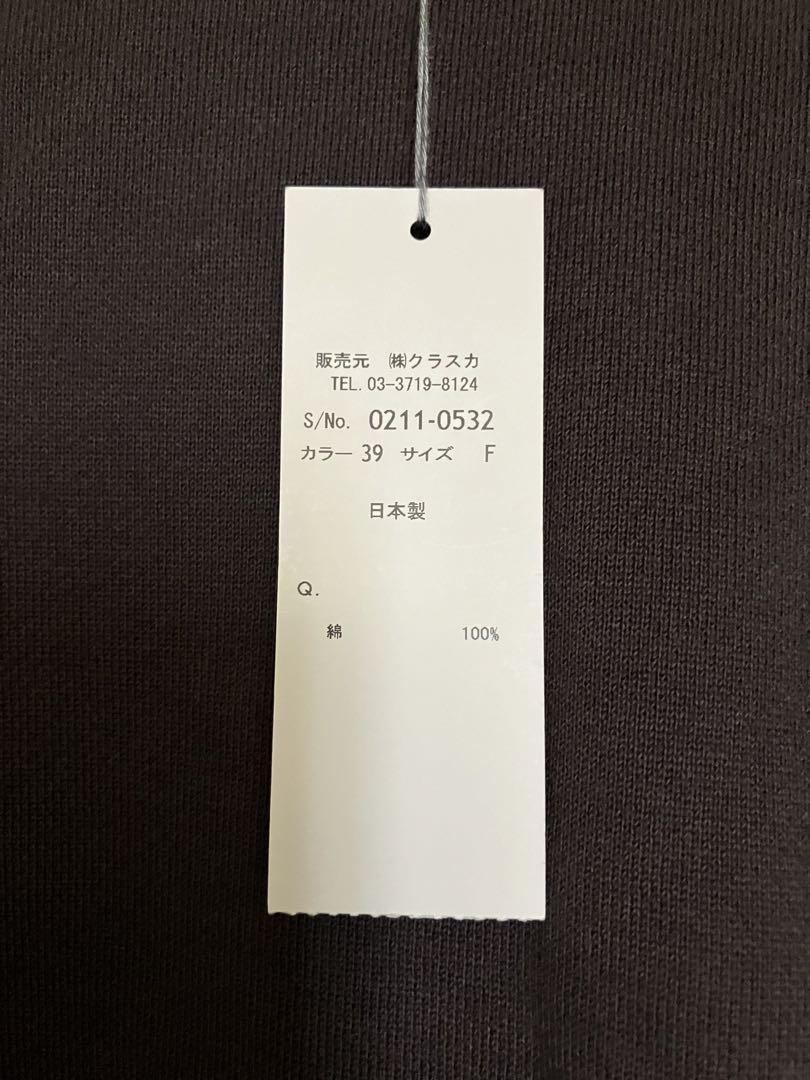 販売元 ㈱クラスカ
TEL. 03-3719-8124
S/No. 0211-0532
カラー 39 サイズ F
日本製
Q.
綿 100%